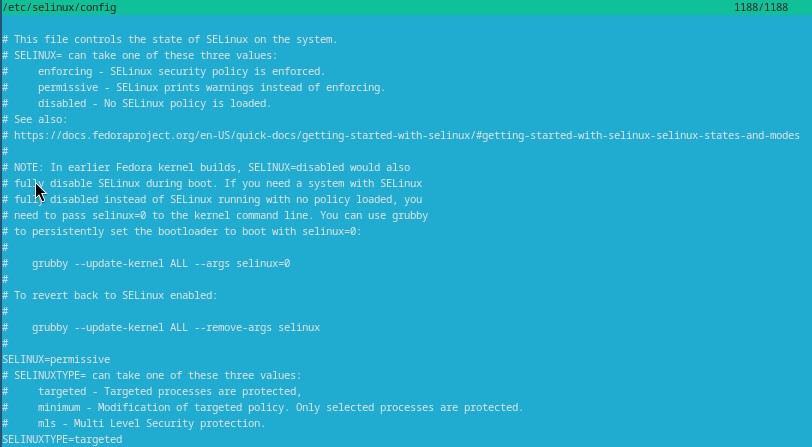 /etc/selinux/config 1188/1188
# This file controls the state of SELinux on the system.
# SELINUX= can take one of these three values:
#     enforcing - SELinux security policy is enforced.
#     permissive - SELinux prints warnings instead of enforcing.
#     disabled - No SELinux policy is loaded.
# See also:
# https://docs.fedoraproject.org/en-US/quick-docs/getting-started-with-selinux/#getting-started-with-selinux-selinux-states-and-modes
#
# NOTE: In earlier Fedora kernel builds, SELINUX=disabled would also
# fully disable SELinux during boot. If you need a system with SELinux
# fully disabled instead of SELinux running with no policy loaded, you
# need to pass selinux=0 to the kernel command line. You can use grubby
# to persistently set the bootloader to boot with selinux=0:
#
#    grubby --update-kernel ALL --args selinux=0
#
# To revert back to SELinux enabled:
#
#    grubby --update-kernel ALL --remove-args selinux
#
SELINUX=permissive
# SELINUXTYPE= can take one of these three values:
#     targeted - Targeted processes are protected,
#     minimum - Modification of targeted policy. Only selected processes are protected.
#     mls - Multi Level Security protection.
SELINUXTYPE=targeted